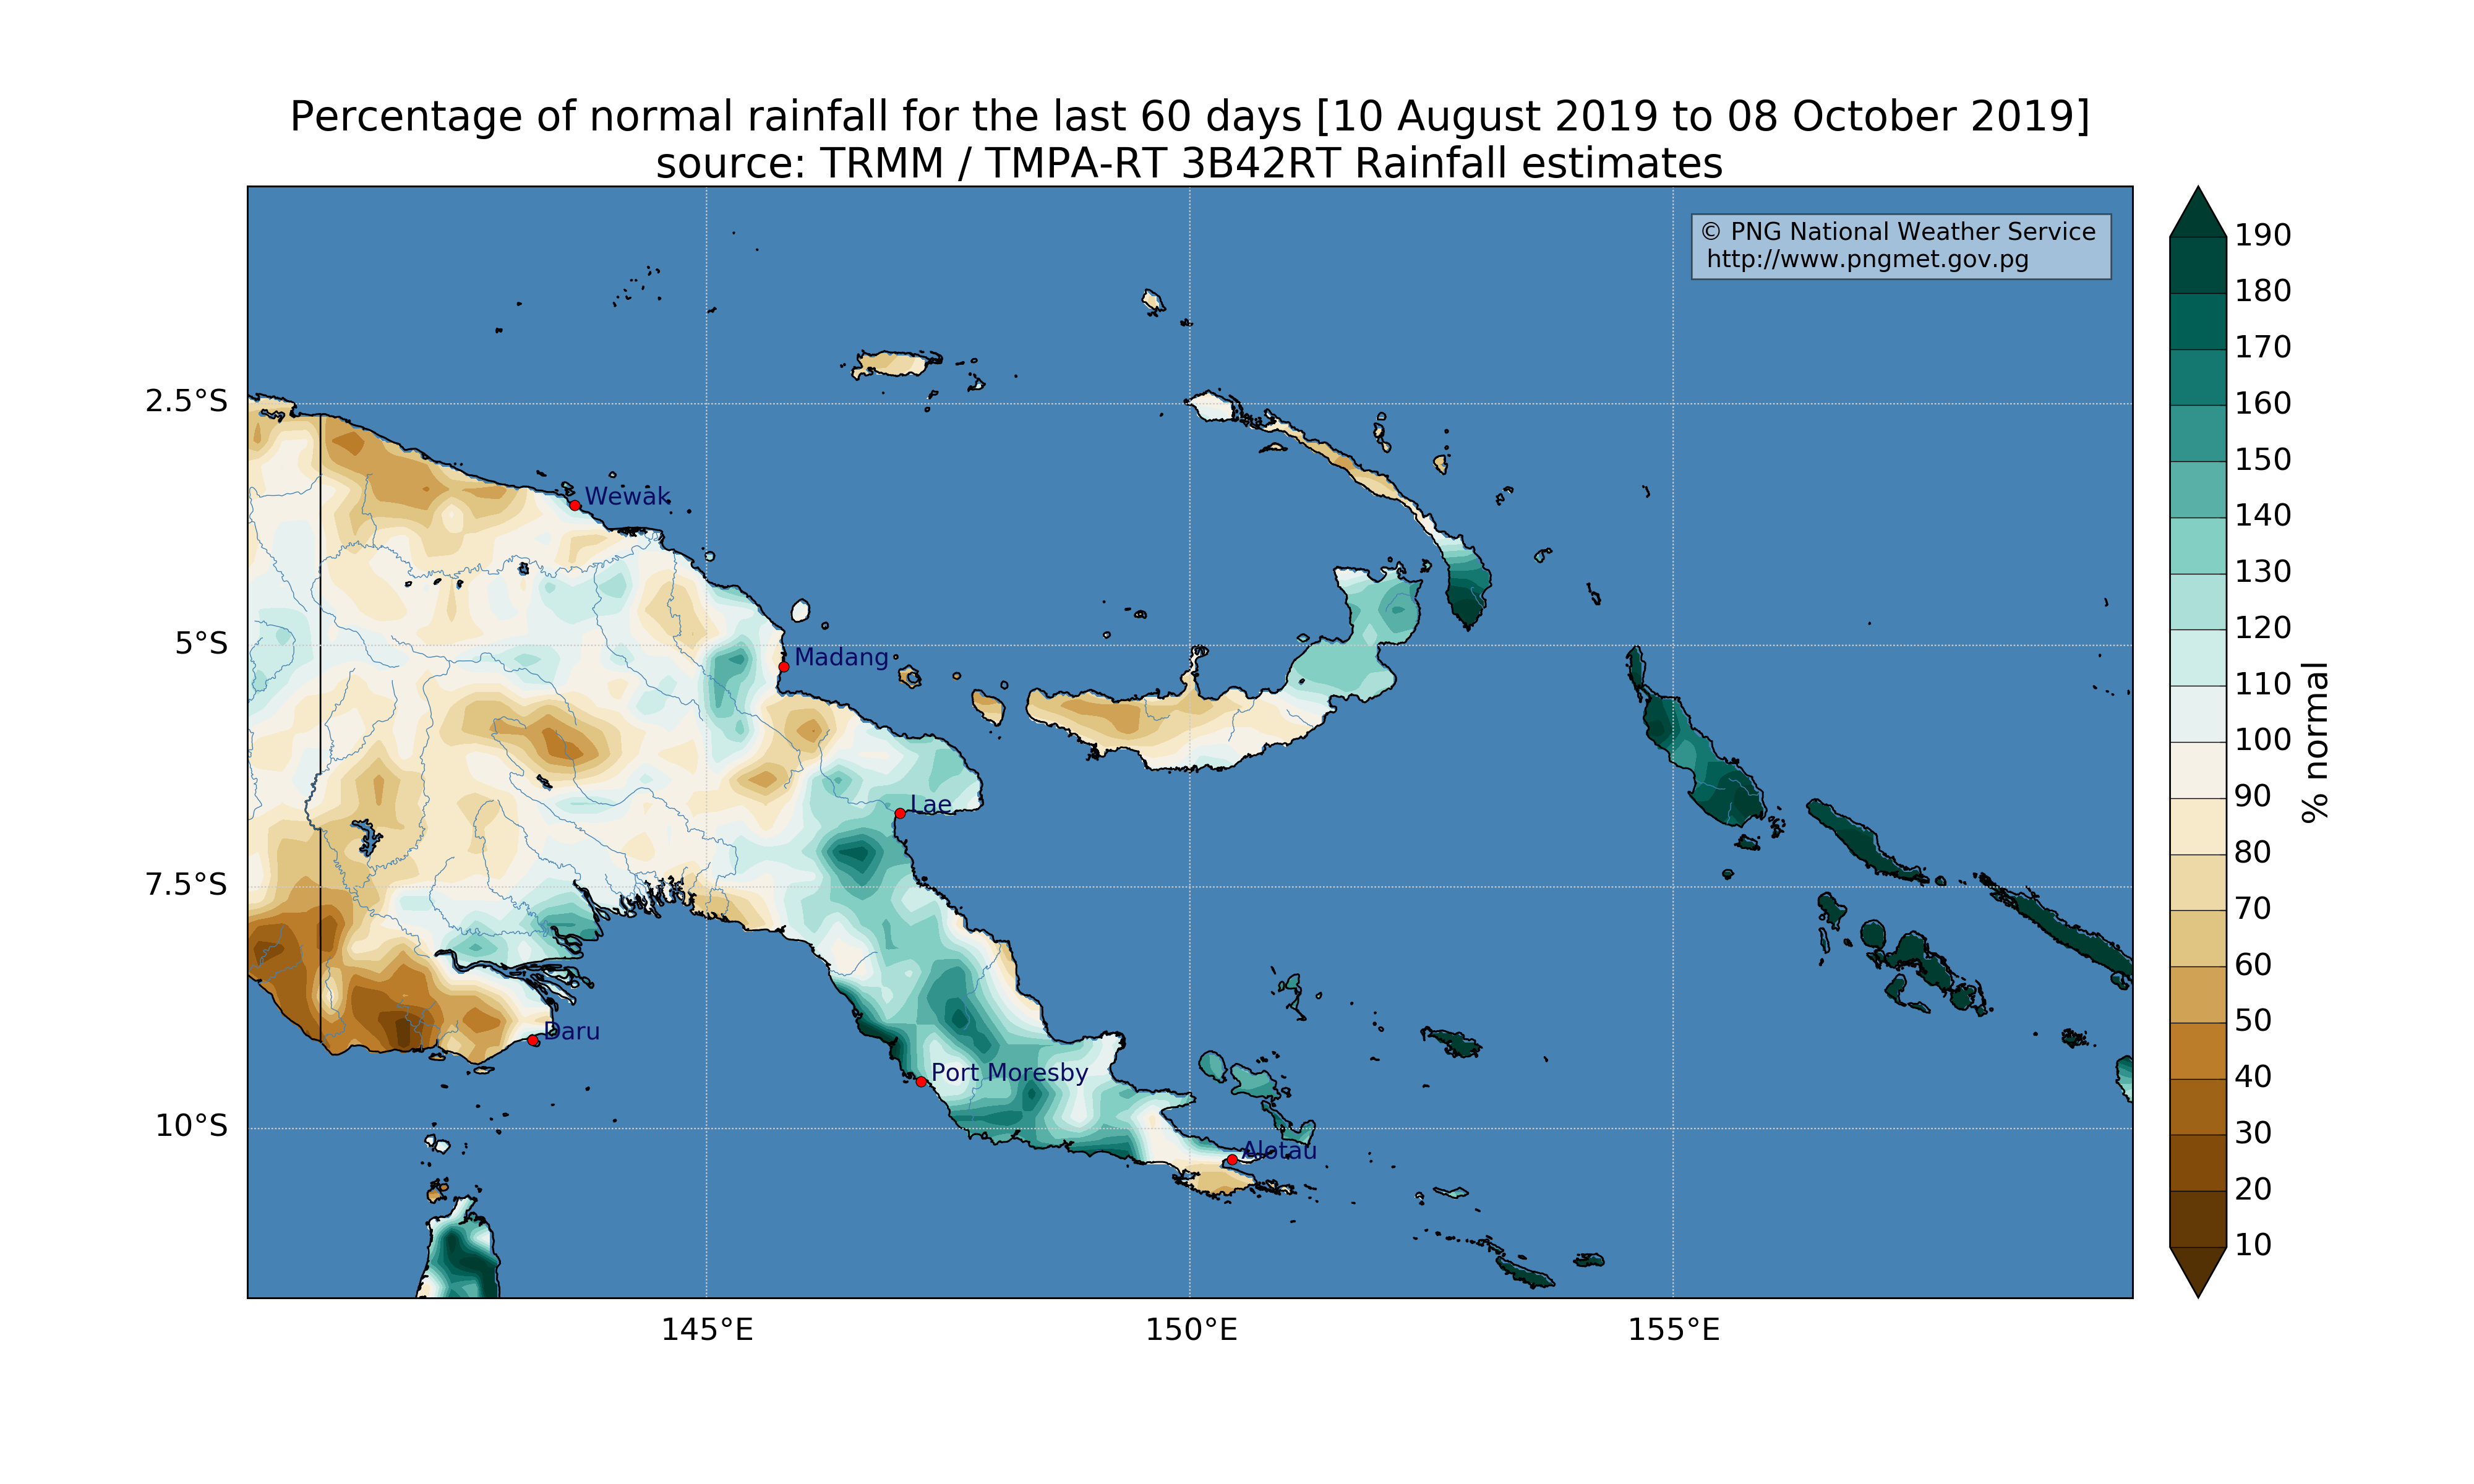 Percentage of normal rainfall for the last 60 days [10 August 2019 to 08 October 2019]
source: TRMM / TMPA-RT 3B42RT Rainfall estimates
© PNG National Weather Service
http://www.pngmet.gov.pg
2.5°S
5°S
7.5°S
10°S
Wewak
Madang
Lae
Daru
Port Moresby
Alotau
145°E
150°E
155°E
190
180
170
160
150
140
130
120
110
100
90
80
70
60
50
40
30
20
10
% normal